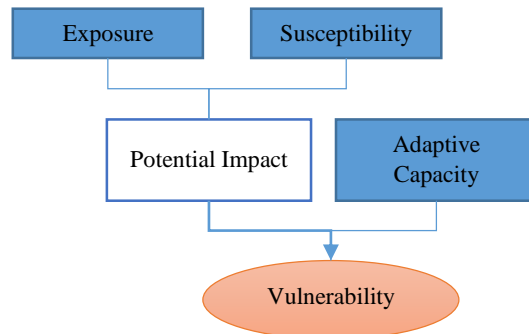 Exposure
Susceptibility
Potential Impact
Adaptive
Capacity
Vulnerability